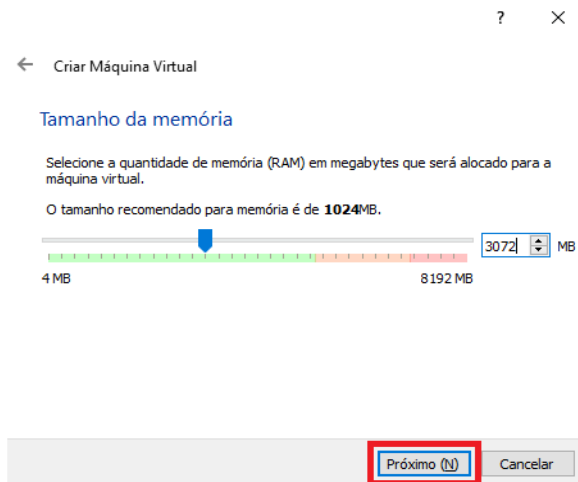 ?
Criar Máquina Virtual
Tamanho da memória
Selecione a quantidade de memória (RAM) em megabytes que será alocado para a
máquina virtual.
O tamanho recomendado para memória é de 1024MB.
3072 MB
4 MB 8192 MB
Próximo (N) Cancelar